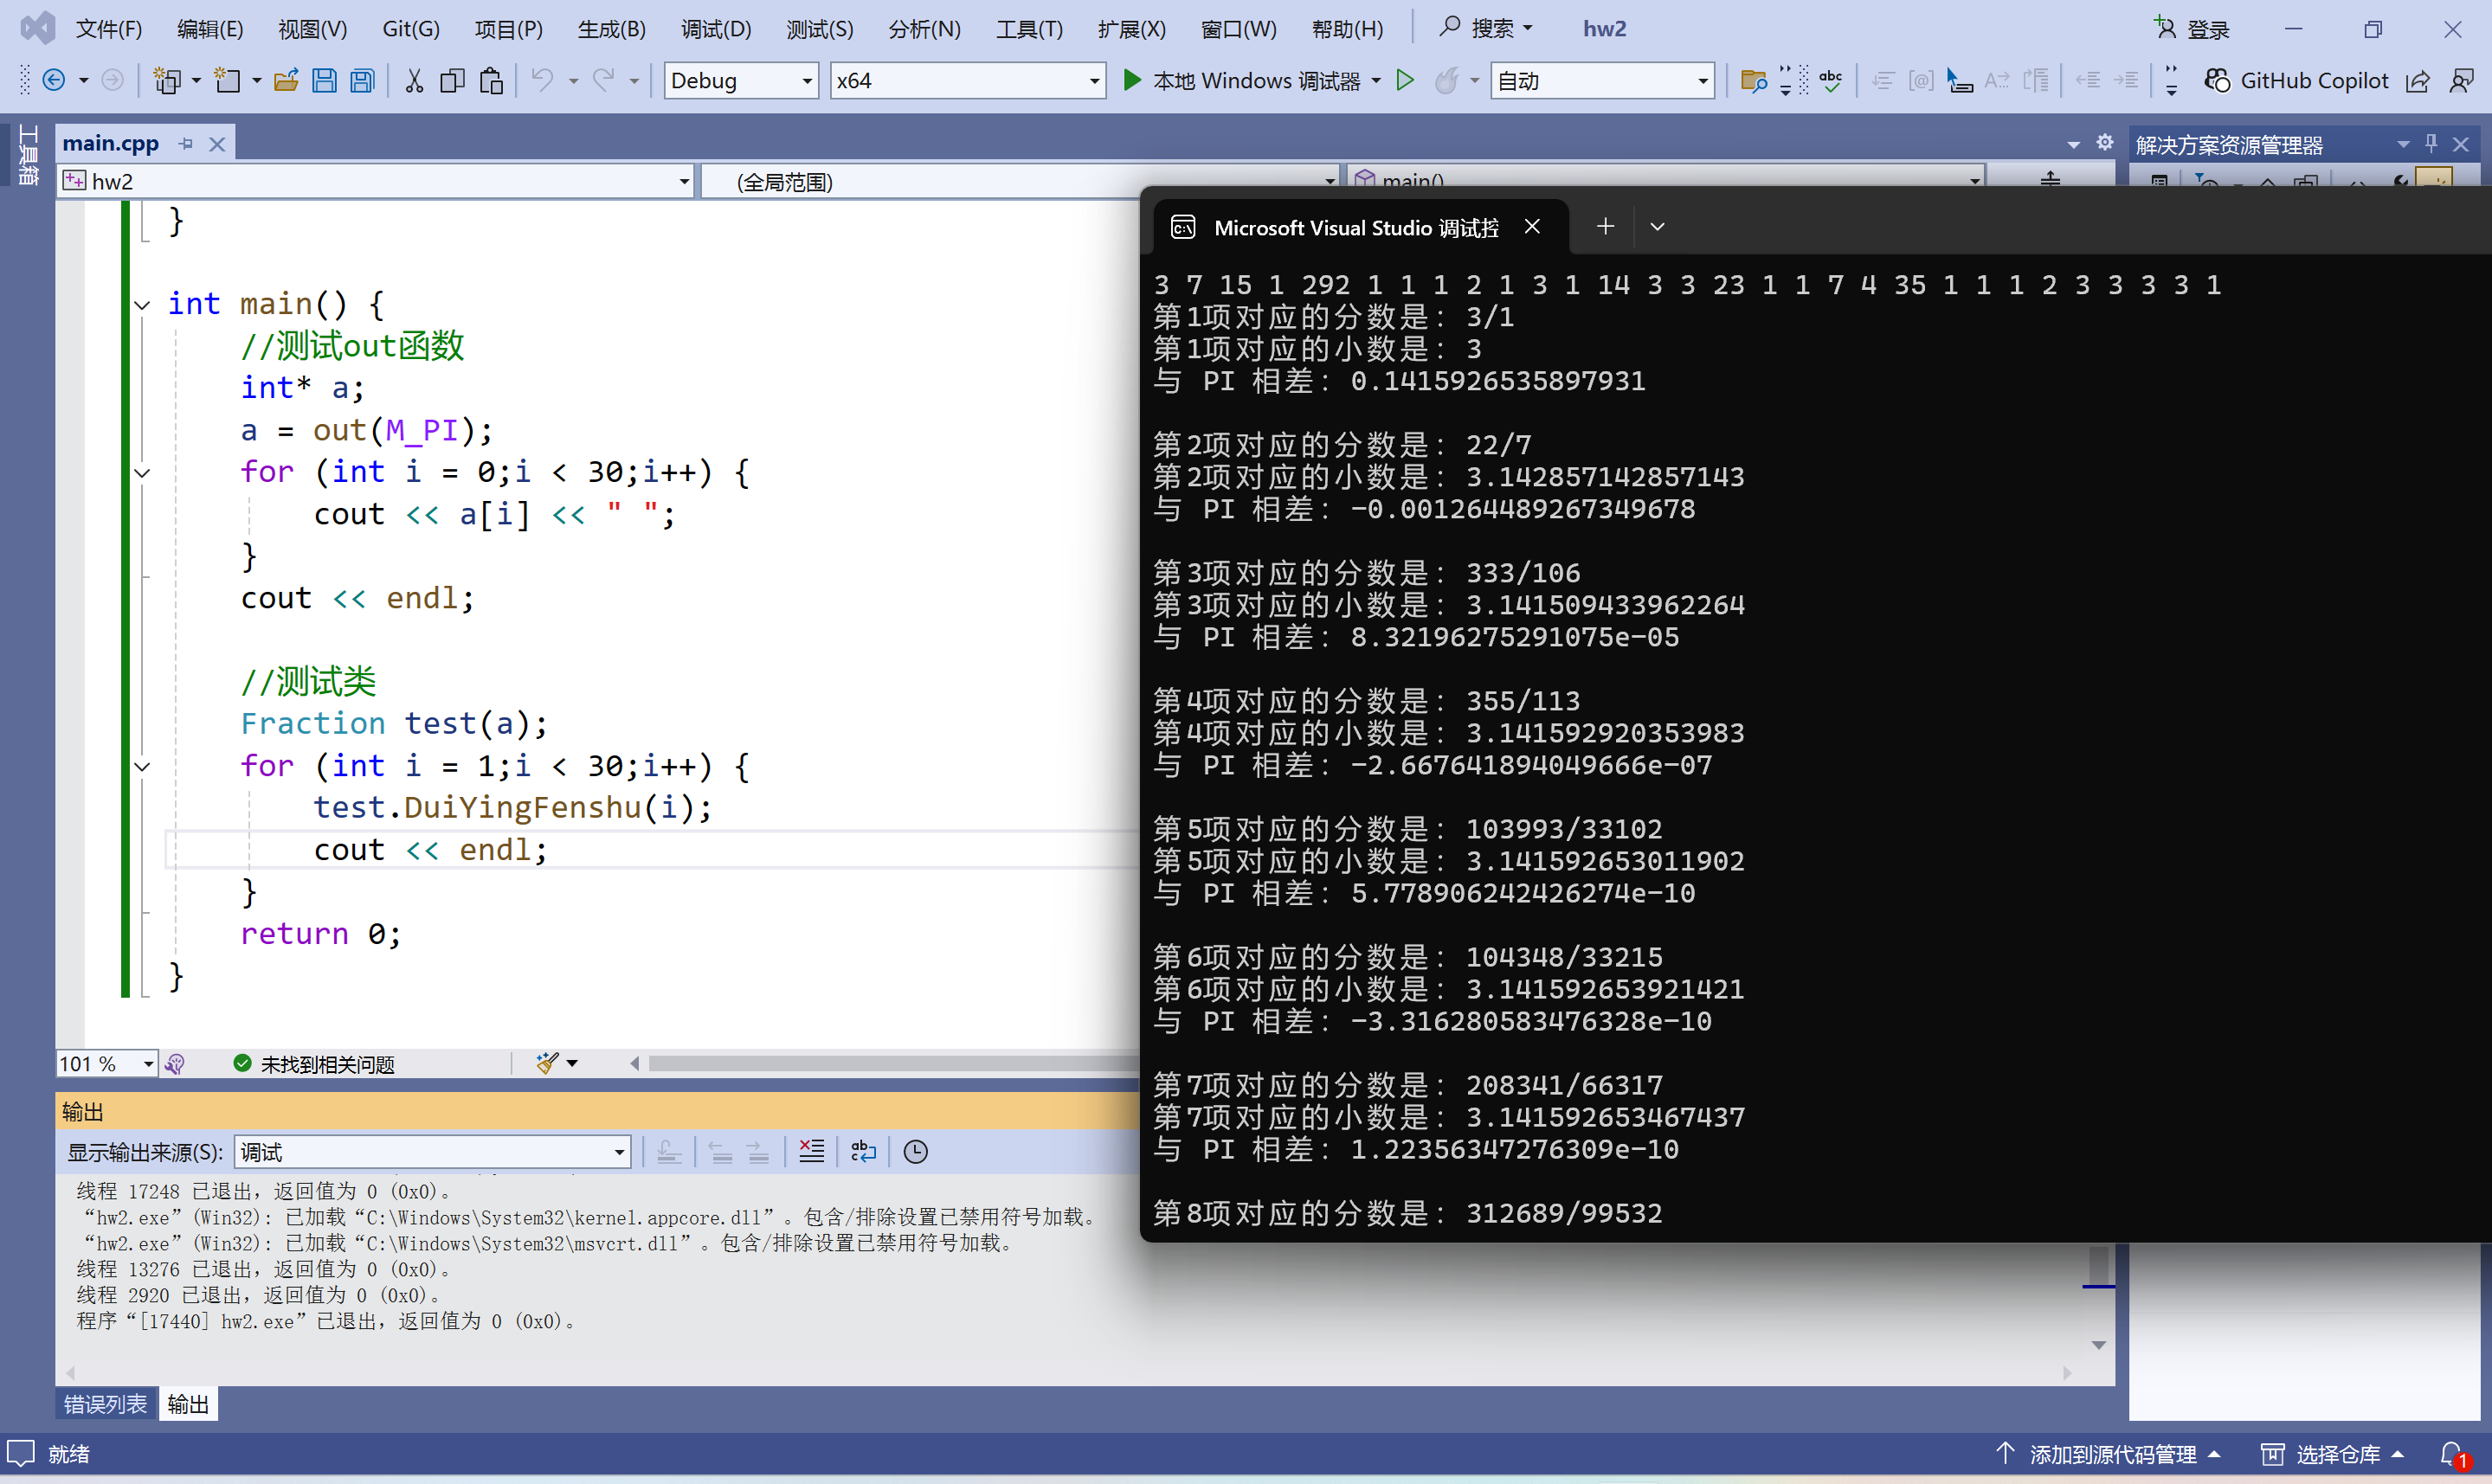 文件(F) 编辑(E) 视图(V) Git(G) 项目(P) 生成(B) 调试(D) 测试(S) 分析(N) 工具(T) 扩展(X) 窗口(W) 帮助(H) 搜索 hw2 登录
Debug x64 本地 Windows 调试器 自动 GitHub Copilot
工具箱
main.cpp
hw2 (全局范围) main()
}
int main() {
//测试out函数
int* a;
a = out(M_PI);
for (int i = 0;i < 30;i++) {
cout << a[i] << " ";
}
cout << endl;
//测试类
Fraction test(a);
for (int i = 1;i < 30;i++) {
test.DuiYingFenshu(i);
cout << endl;
}
return 0;
}
101 % 未找到相关问题
输出
显示输出来源(S): 调试
线程 17248 已退出，返回值为 0 (0x0)。
“hw2.exe”(Win32): 已加载“C:\Windows\System32\kernel.appcore.dll”。包含/排除设置已禁用符号加载。
“hw2.exe”(Win32): 已加载“C:\Windows\System32\msvcrt.dll”。包含/排除设置已禁用符号加载。
线程 13276 已退出，返回值为 0 (0x0)。
线程 2920 已退出，返回值为 0 (0x0)。
程序“[17440] hw2.exe”已退出，返回值为 0 (0x0)。
错误列表 输出
解决方案资源管理器
Microsoft Visual Studio 调试控
3 7 15 1 292 1 1 1 2 1 3 1 14 3 3 23 1 1 7 4 35 1 1 1 2 3 3 3 3 1
第1项对应的分数是: 3/1
第1项对应的小数是: 3
与 PI 相差: 0.1415926535897931
第2项对应的分数是: 22/7
第2项对应的小数是: 3.142857142857143
与 PI 相差: -0.001264489267349678
第3项对应的分数是: 333/106
第3项对应的小数是: 3.141509433962264
与 PI 相差: 8.32196275291075e-05
第4项对应的分数是: 355/113
第4项对应的小数是: 3.141592920353983
与 PI 相差: -2.667641894049666e-07
第5项对应的分数是: 103993/33102
第5项对应的小数是: 3.141592653011902
与 PI 相差: 5.778906242426274e-10
第6项对应的分数是: 104348/33215
第6项对应的小数是: 3.141592653921421
与 PI 相差: -3.316280583476328e-10
第7项对应的分数是: 208341/66317
第7项对应的小数是: 3.141592653467437
与 PI 相差: 1.22356347276309e-10
第8项对应的分数是: 312689/99532
就绪 添加到源代码管理 选择仓库 1